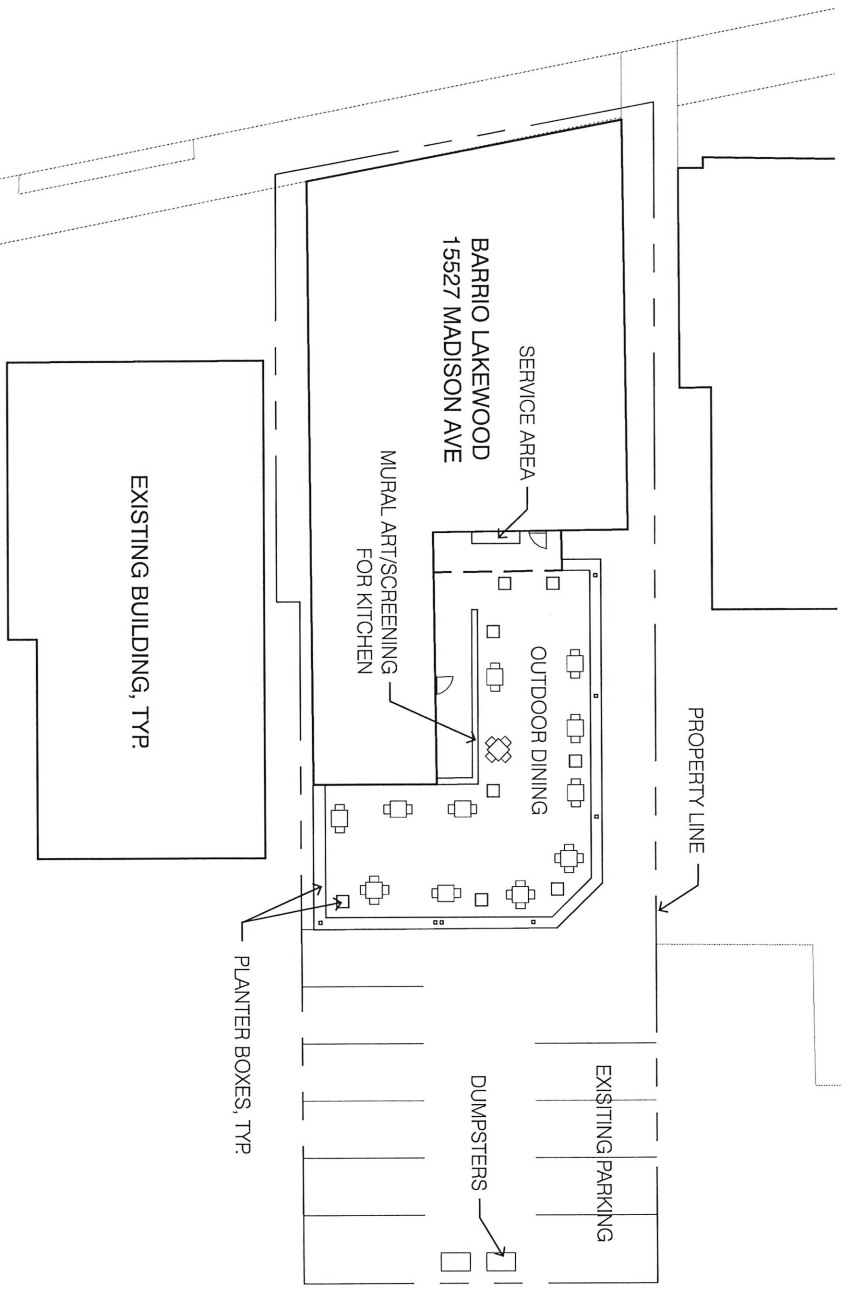 BARRIO LAKEWOOD
15527 MADISON AVE
SERVICE AREA
MURAL ART/SCREENING
FOR KITCHEN
OUTDOOR DINING
PROPERTY LINE
EXISTING BUILDING, TYP.
PLANTER BOXES, TYP.
DUMPSTERS
EXISITING PARKING